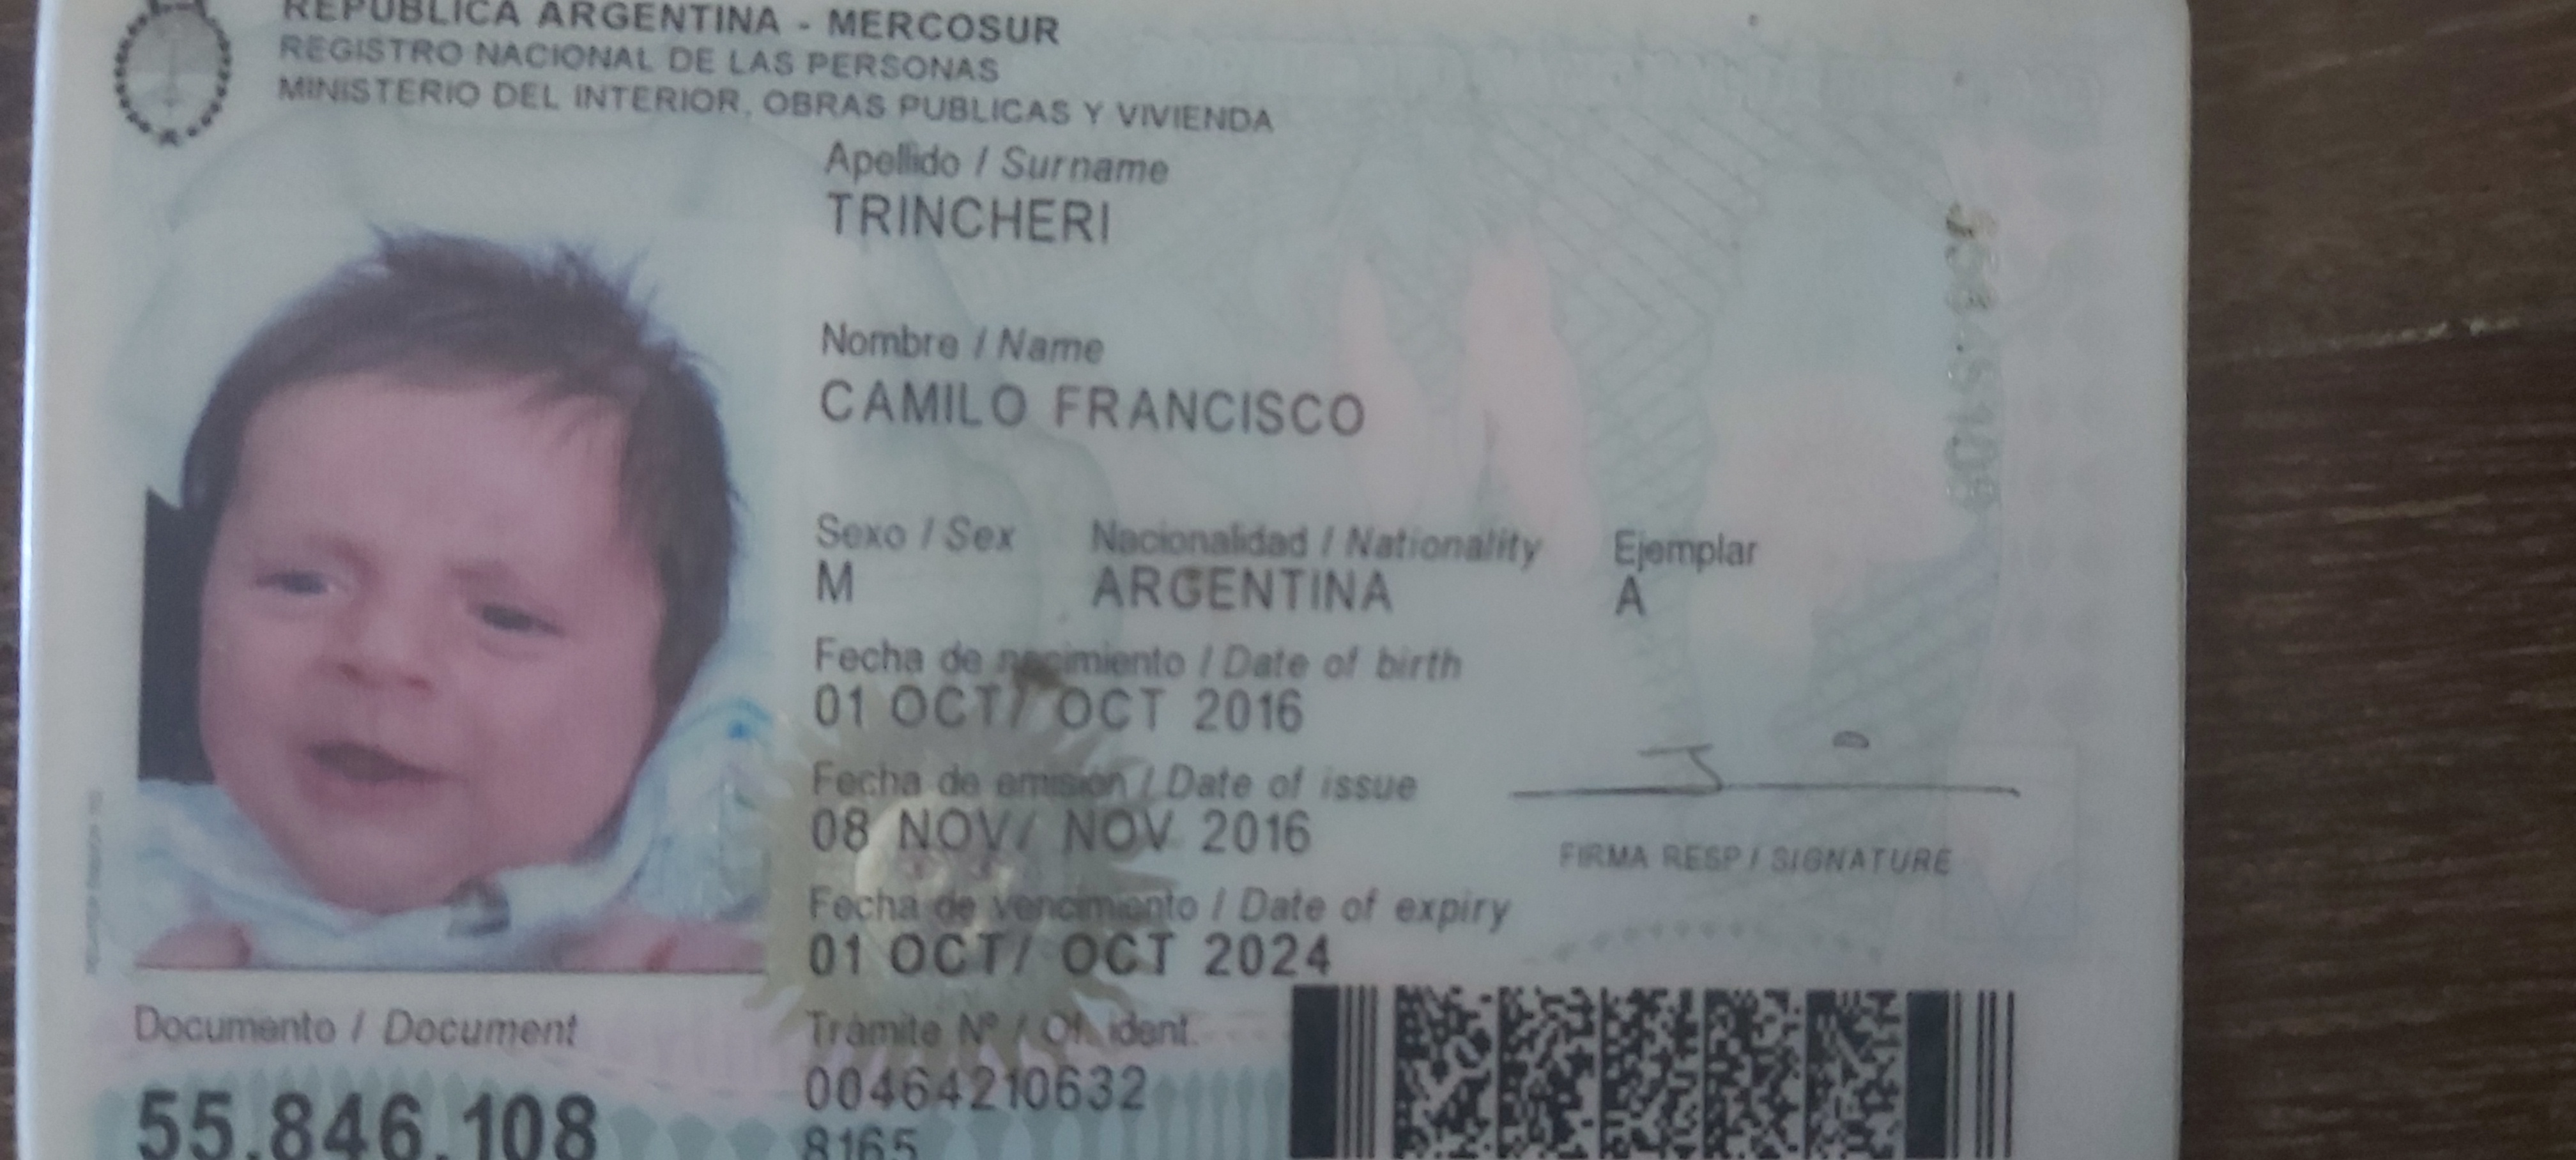 REPUBLICA ARGENTINA - MERCOSUR
REGISTRO NACIONAL DE LAS PERSONAS
MINISTERIO DEL INTERIOR, OBRAS PUBLICAS Y VIVIENDA
Apellido / Surname
TRINCHERI
Nombre / Name
CAMILO FRANCISCO
Sexo / Sex Nacionalidad / Nationality Ejemplar
M ARGENTINA A
Fecha de nacimiento / Date of birth
01 OCT/ OCT 2016
Fecha de emisión / Date of issue
08 NOV/ NOV 2016
Fecha de vencimiento / Date of expiry
01 OCT/ OCT 2024
FIRMA RESP / SIGNATURE
Documento / Document
55.846.108
Trámite Nº / Of. ident.
00464210632
8165